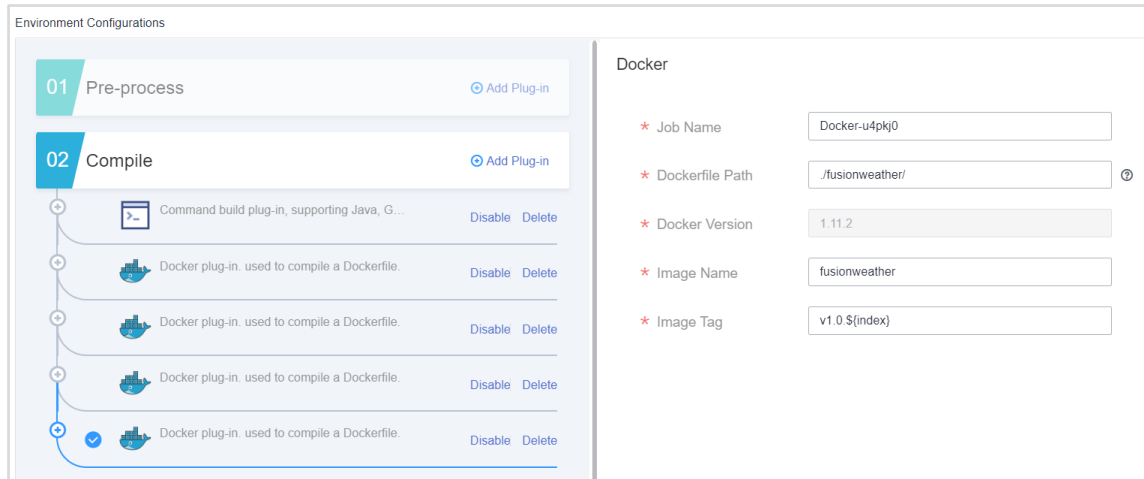 Environment Configurations
01 Pre-process Add Plug-in
02 Compile Add Plug-in
Command build plug-in, supporting Java, G... Disable Delete
Docker plug-in. used to compile a Dockerfile. Disable Delete
Docker plug-in. used to compile a Dockerfile. Disable Delete
Docker plug-in. used to compile a Dockerfile. Disable Delete
Docker plug-in. used to compile a Dockerfile. Disable Delete
Docker
* Job Name Docker-u4pkj0
* Dockerfile Path ./fusionweather/
* Docker Version 1.11.2
* Image Name fusionweather
* Image Tag v1.0.${index}